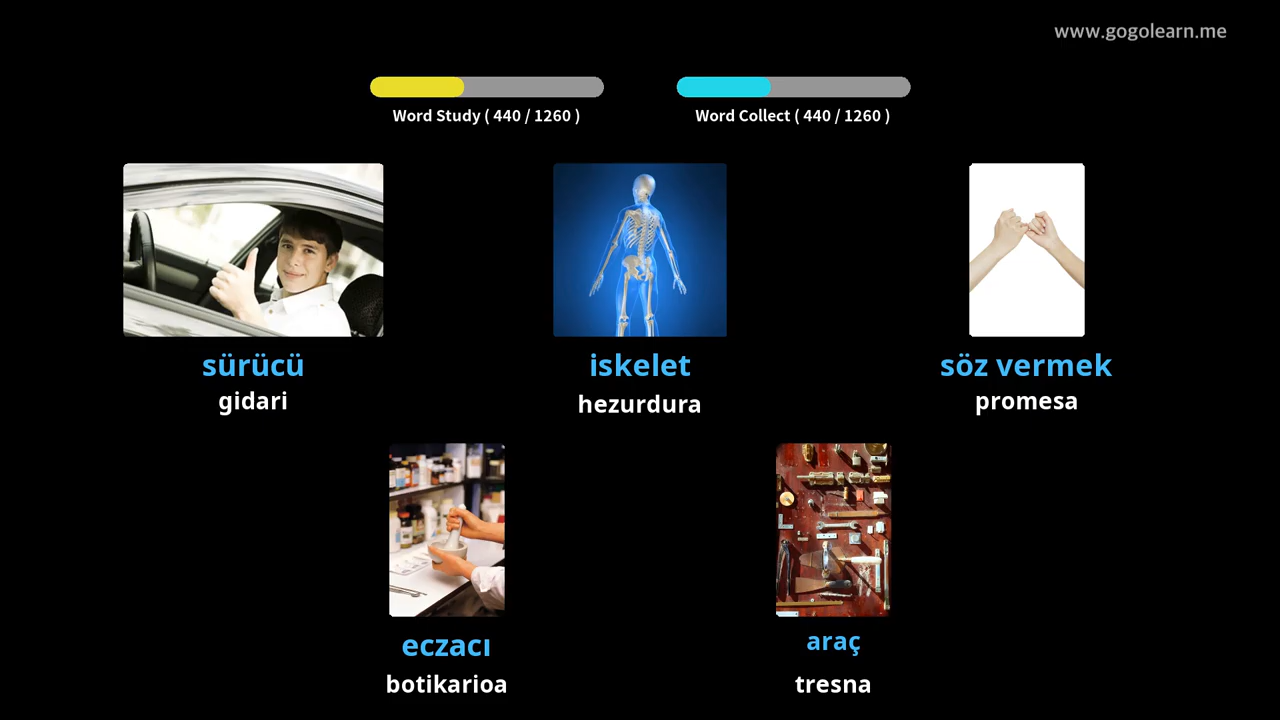 www.gogolearn.me
Word Study ( 440 / 1260 )
Word Collect ( 440 / 1260 )
sürücü
gidari
iskelet
hezurdura
söz vermek
promesa
eczacı
botikarioa
araç
tresna